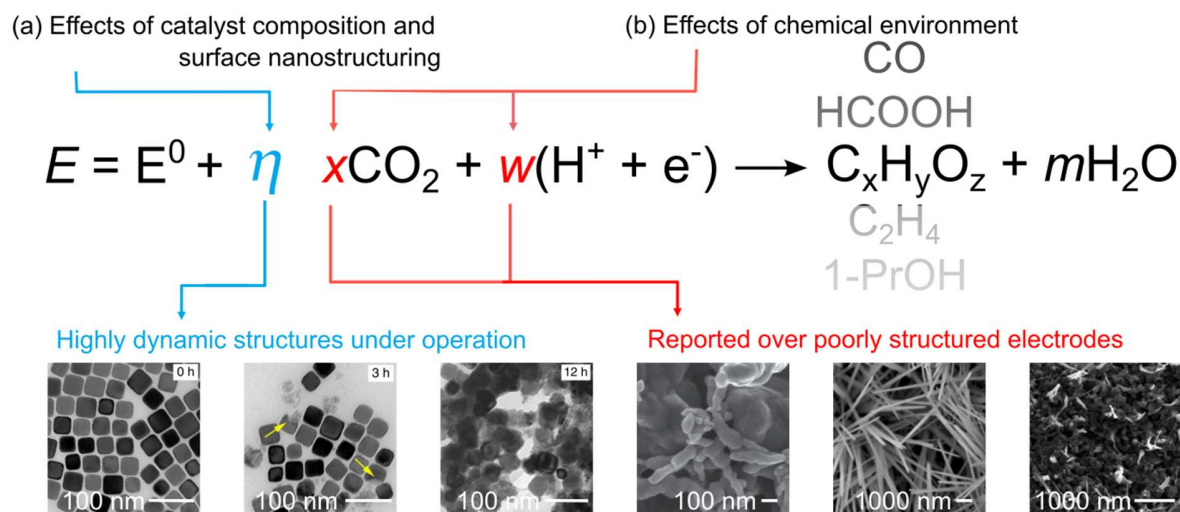 (a) Effects of catalyst composition and
surface nanostructuring
(b) Effects of chemical environment
CO
HCOOH
E = E⁰ + η xCO₂ + w(H⁺ + e⁻) → CₓHᵧO_z + mH₂O
C₂H₄
1-PrOH
Highly dynamic structures under operation
Reported over poorly structured electrodes
0 h
3 h
12 h
100 nm
100 nm
100 nm
100 nm
1000 nm
1000 nm